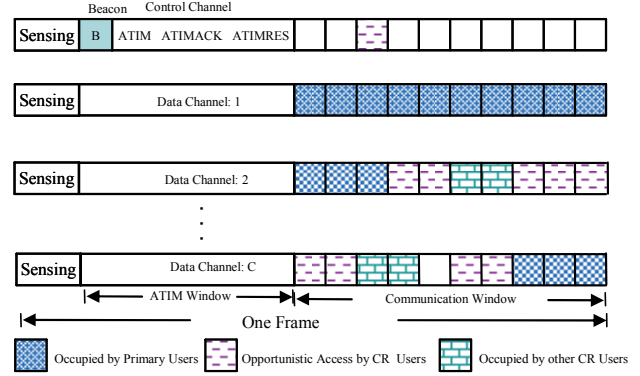 Beacon
Control Channel
Sensing B ATIM ATIMACK ATIMRES
Sensing Data Channel: 1
Sensing Data Channel: 2
Sensing Data Channel: C
ATIM Window Communication Window
One Frame
Occupied by Primary Users Opportunistic Access by CR Users Occupied by other CR Users